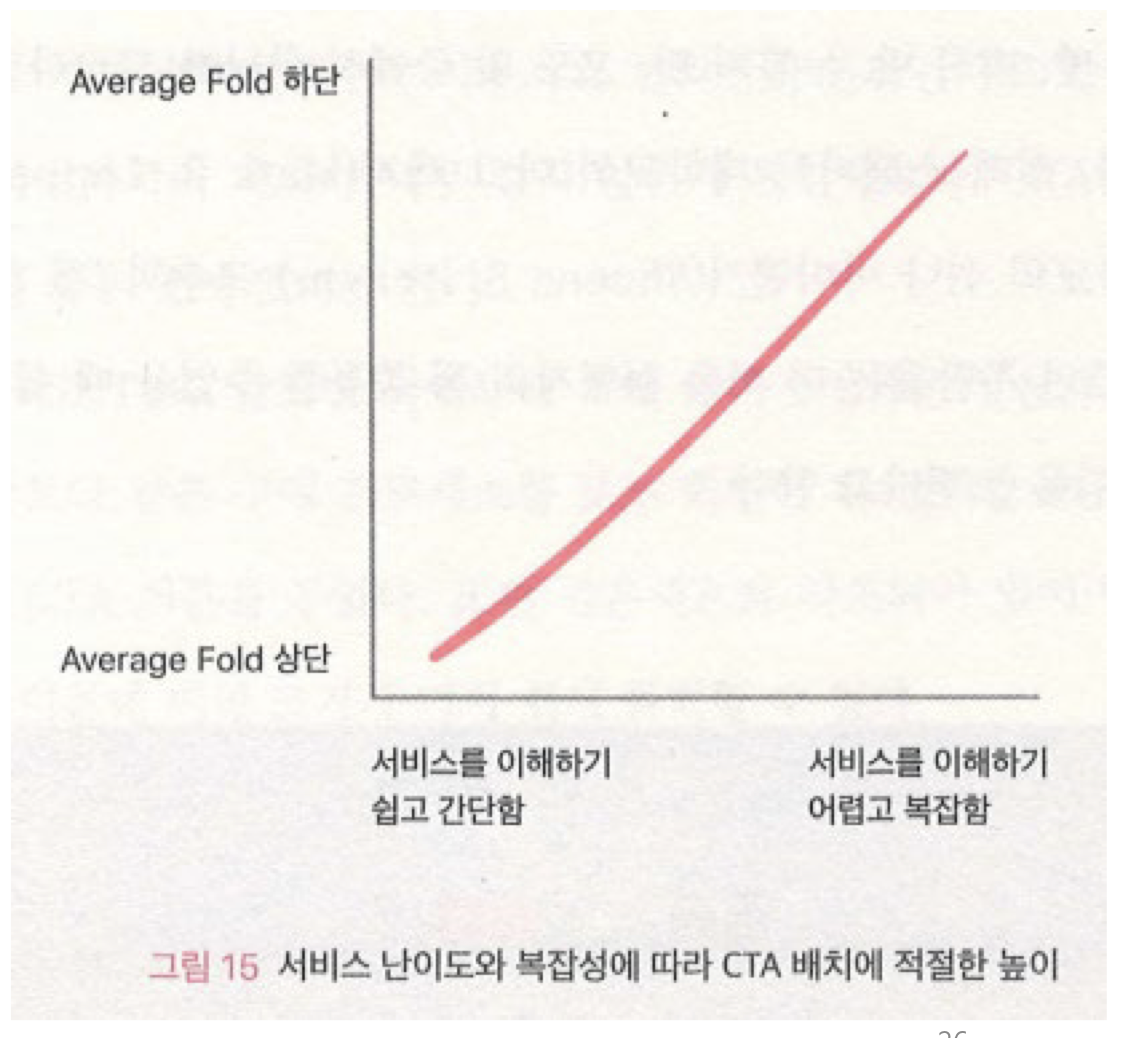 Average Fold 하단
Average Fold 상단
서비스를 이해하기
쉽고 간단함
서비스를 이해하기
어렵고 복잡함
그림 15 서비스 난이도와 복잡성에 따라 CTA 배치에 적절한 높이